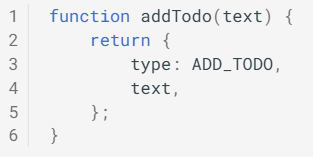 1 function addTodo(text) {
2     return {
3         type: ADD_TODO,
4         text,
5     };
6 }